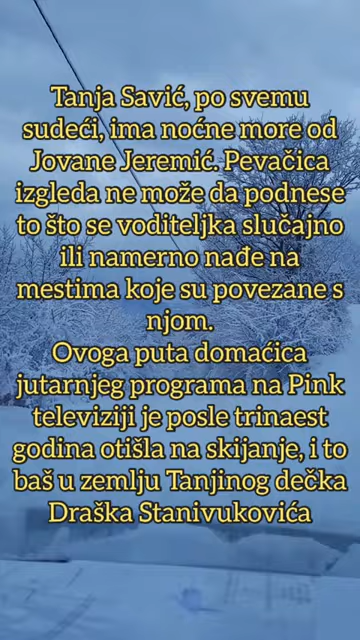 Tanja Savić, po svemu
sudeći, ima noćne more od
Jovane Jeremić. Pevačica
izgleda ne može da podnese
to što se voditeljka slučajno
ili namerno nađe na
mestima koje su povezane s
njom.
Ovoga puta domaćica
jutarnjeg programa na Pink
televiziji je posle trinaest
godina otišla na skijanje, i to
baš u zemlju Tanjinog dečka
Draška Stanivukovića